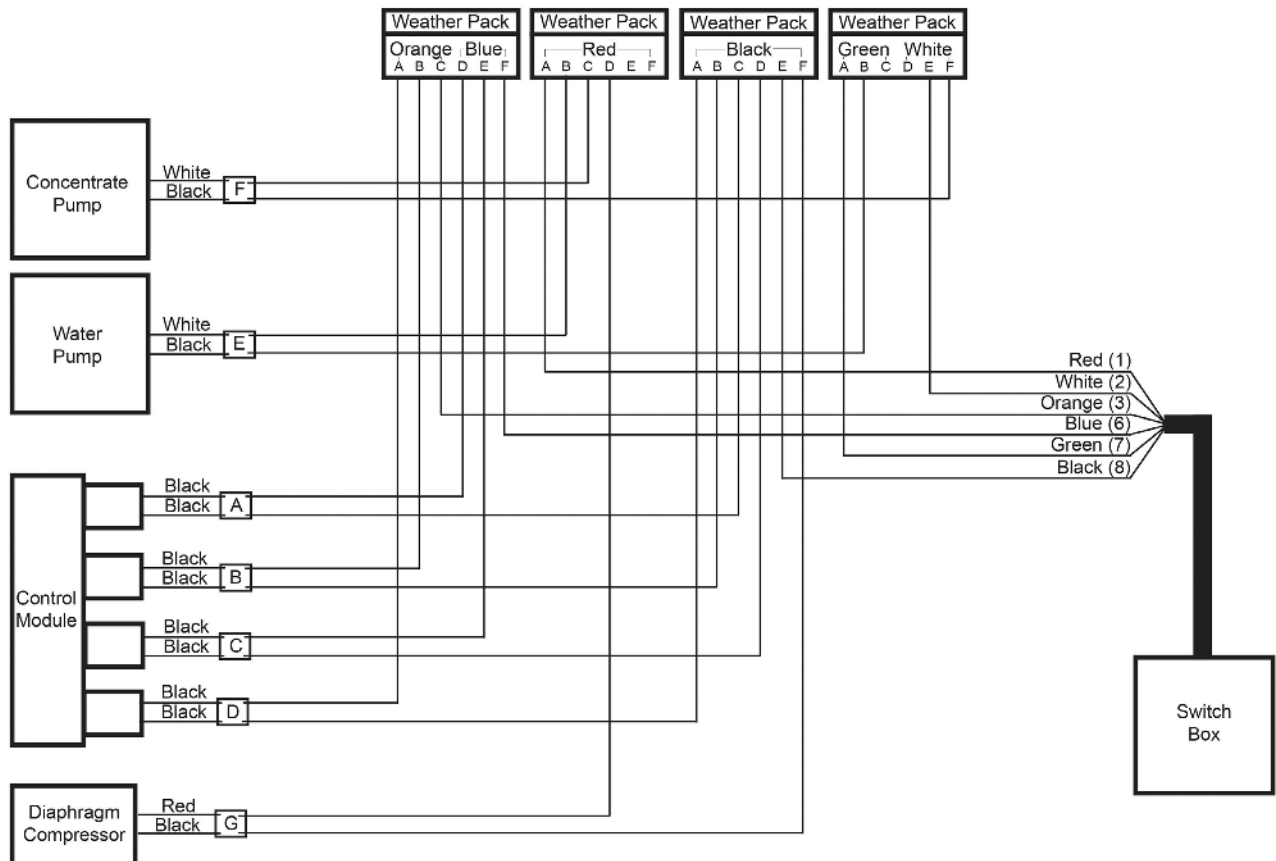 Weather Pack
Orange Blue
A B C D E F
Weather Pack
Red
A B C D E F
Weather Pack
Black
A B C D E F
Weather Pack
Green White
A B C D E F
Concentrate
Pump
White
Black
F
Water
Pump
White
Black
E
Red (1)
White (2)
Orange (3)
Blue (6)
Green (7)
Black (8)
Control
Module
Black
Black
A
Black
Black
B
Black
Black
C
Black
Black
D
Switch
Box
Diaphragm
Compressor
Red
Black
G